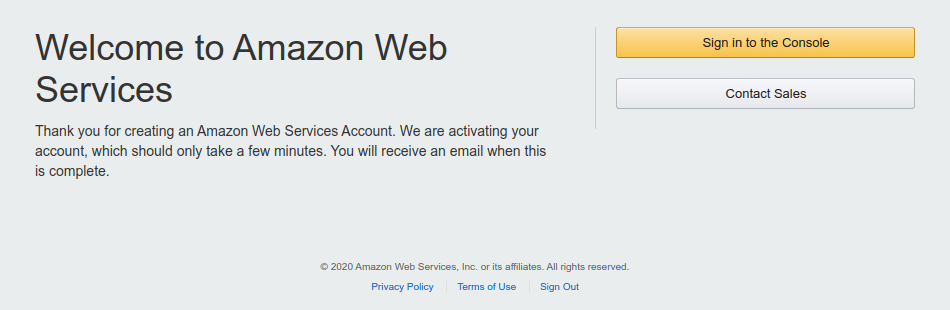 Welcome to Amazon Web
Services
Thank you for creating an Amazon Web Services Account. We are activating your
account, which should only take a few minutes. You will receive an email when this
is complete.
Sign in to the Console
Contact Sales
© 2020 Amazon Web Services, Inc. or its affiliates. All rights reserved.
Privacy Policy Terms of Use Sign Out